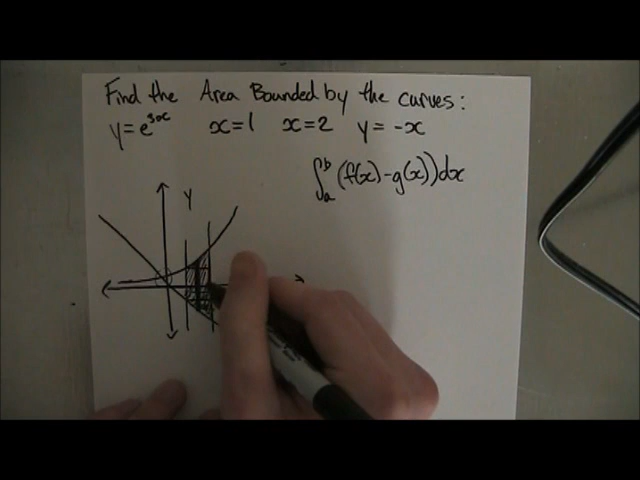 Find the Area Bounded by the curves:
y = e^3x x = 1 x = 2 y = -x
∫_a^b (f(x) - g(x))dx
Y